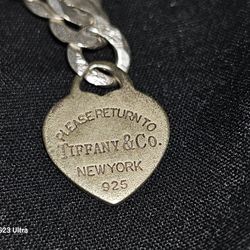 PLEASE RETURN TO
TIFFANY & CO.
NEW YORK
925
023 Ultra